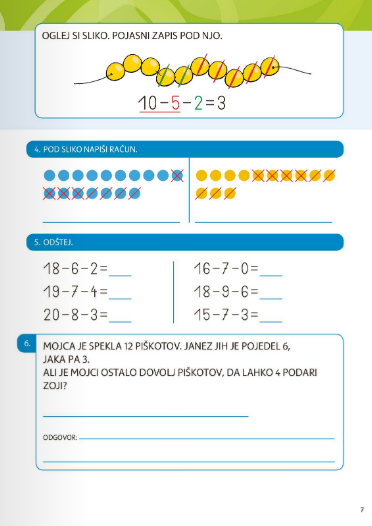 OGLEJ SI SLIKO. POJASNI ZAPIS POD NJO.
10-5-2=3
4. POD SLIKO NAPIŠI RAČUN.
5. ODŠTEJ.
18-6-2=___
16-7-0=___
19-7-4=___
18-9-6=___
20-8-3=___
15-7-3=___
6.
MOJCA JE SPEKLA 12 PIŠKOTOV. JANEZ JIH JE POJEDEL 6,
JAKA PA 3.
ALI JE MOJCI OSTALO DOVOLJ PIŠKOTOV, DA LAHKO 4 PODARI
ZOJI?
ODGOVOR:
7